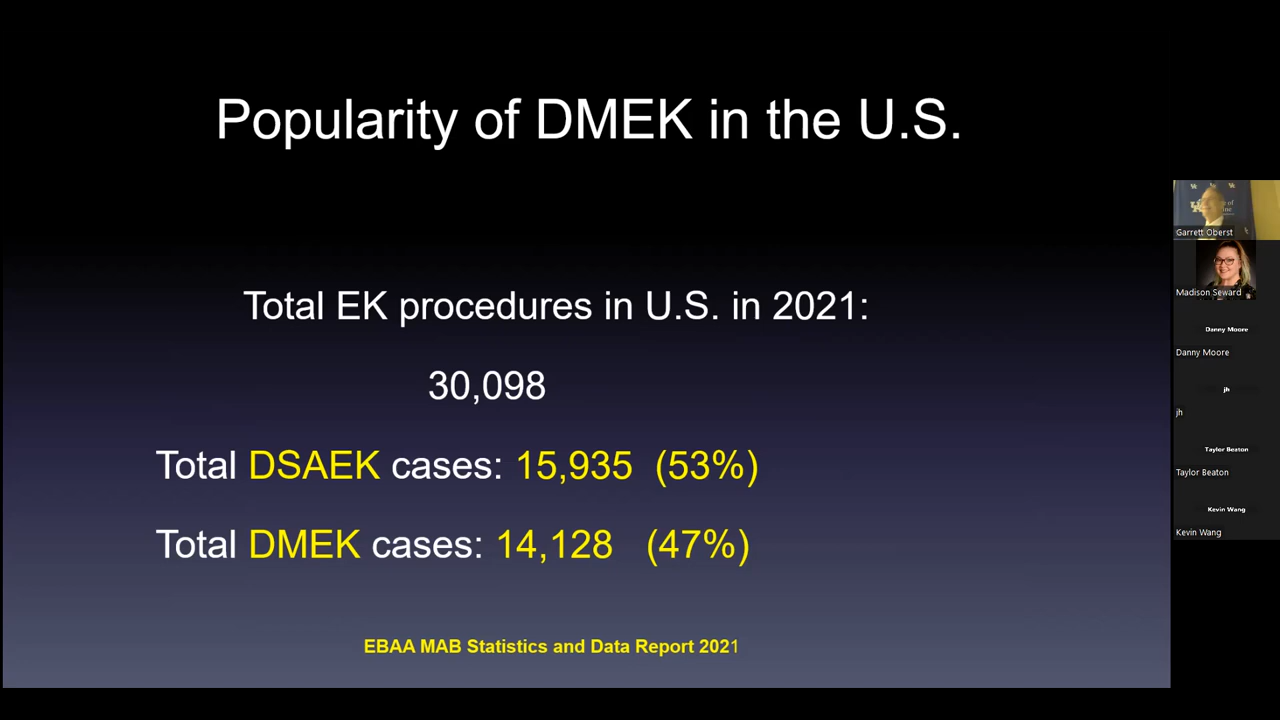 Popularity of DMEK in the U.S.
Total EK procedures in U.S. in 2021:
30,098
Total DSAEK cases: 15,935 (53%)
Total DMEK cases: 14,128 (47%)
EBAA MAB Statistics and Data Report 2021
Garrett Oberst
Madison Seward
Danny Moore
Danny Moore
jh
jh
Taylor Beaton
Taylor Beaton
Kevin Wang
Kevin Wang